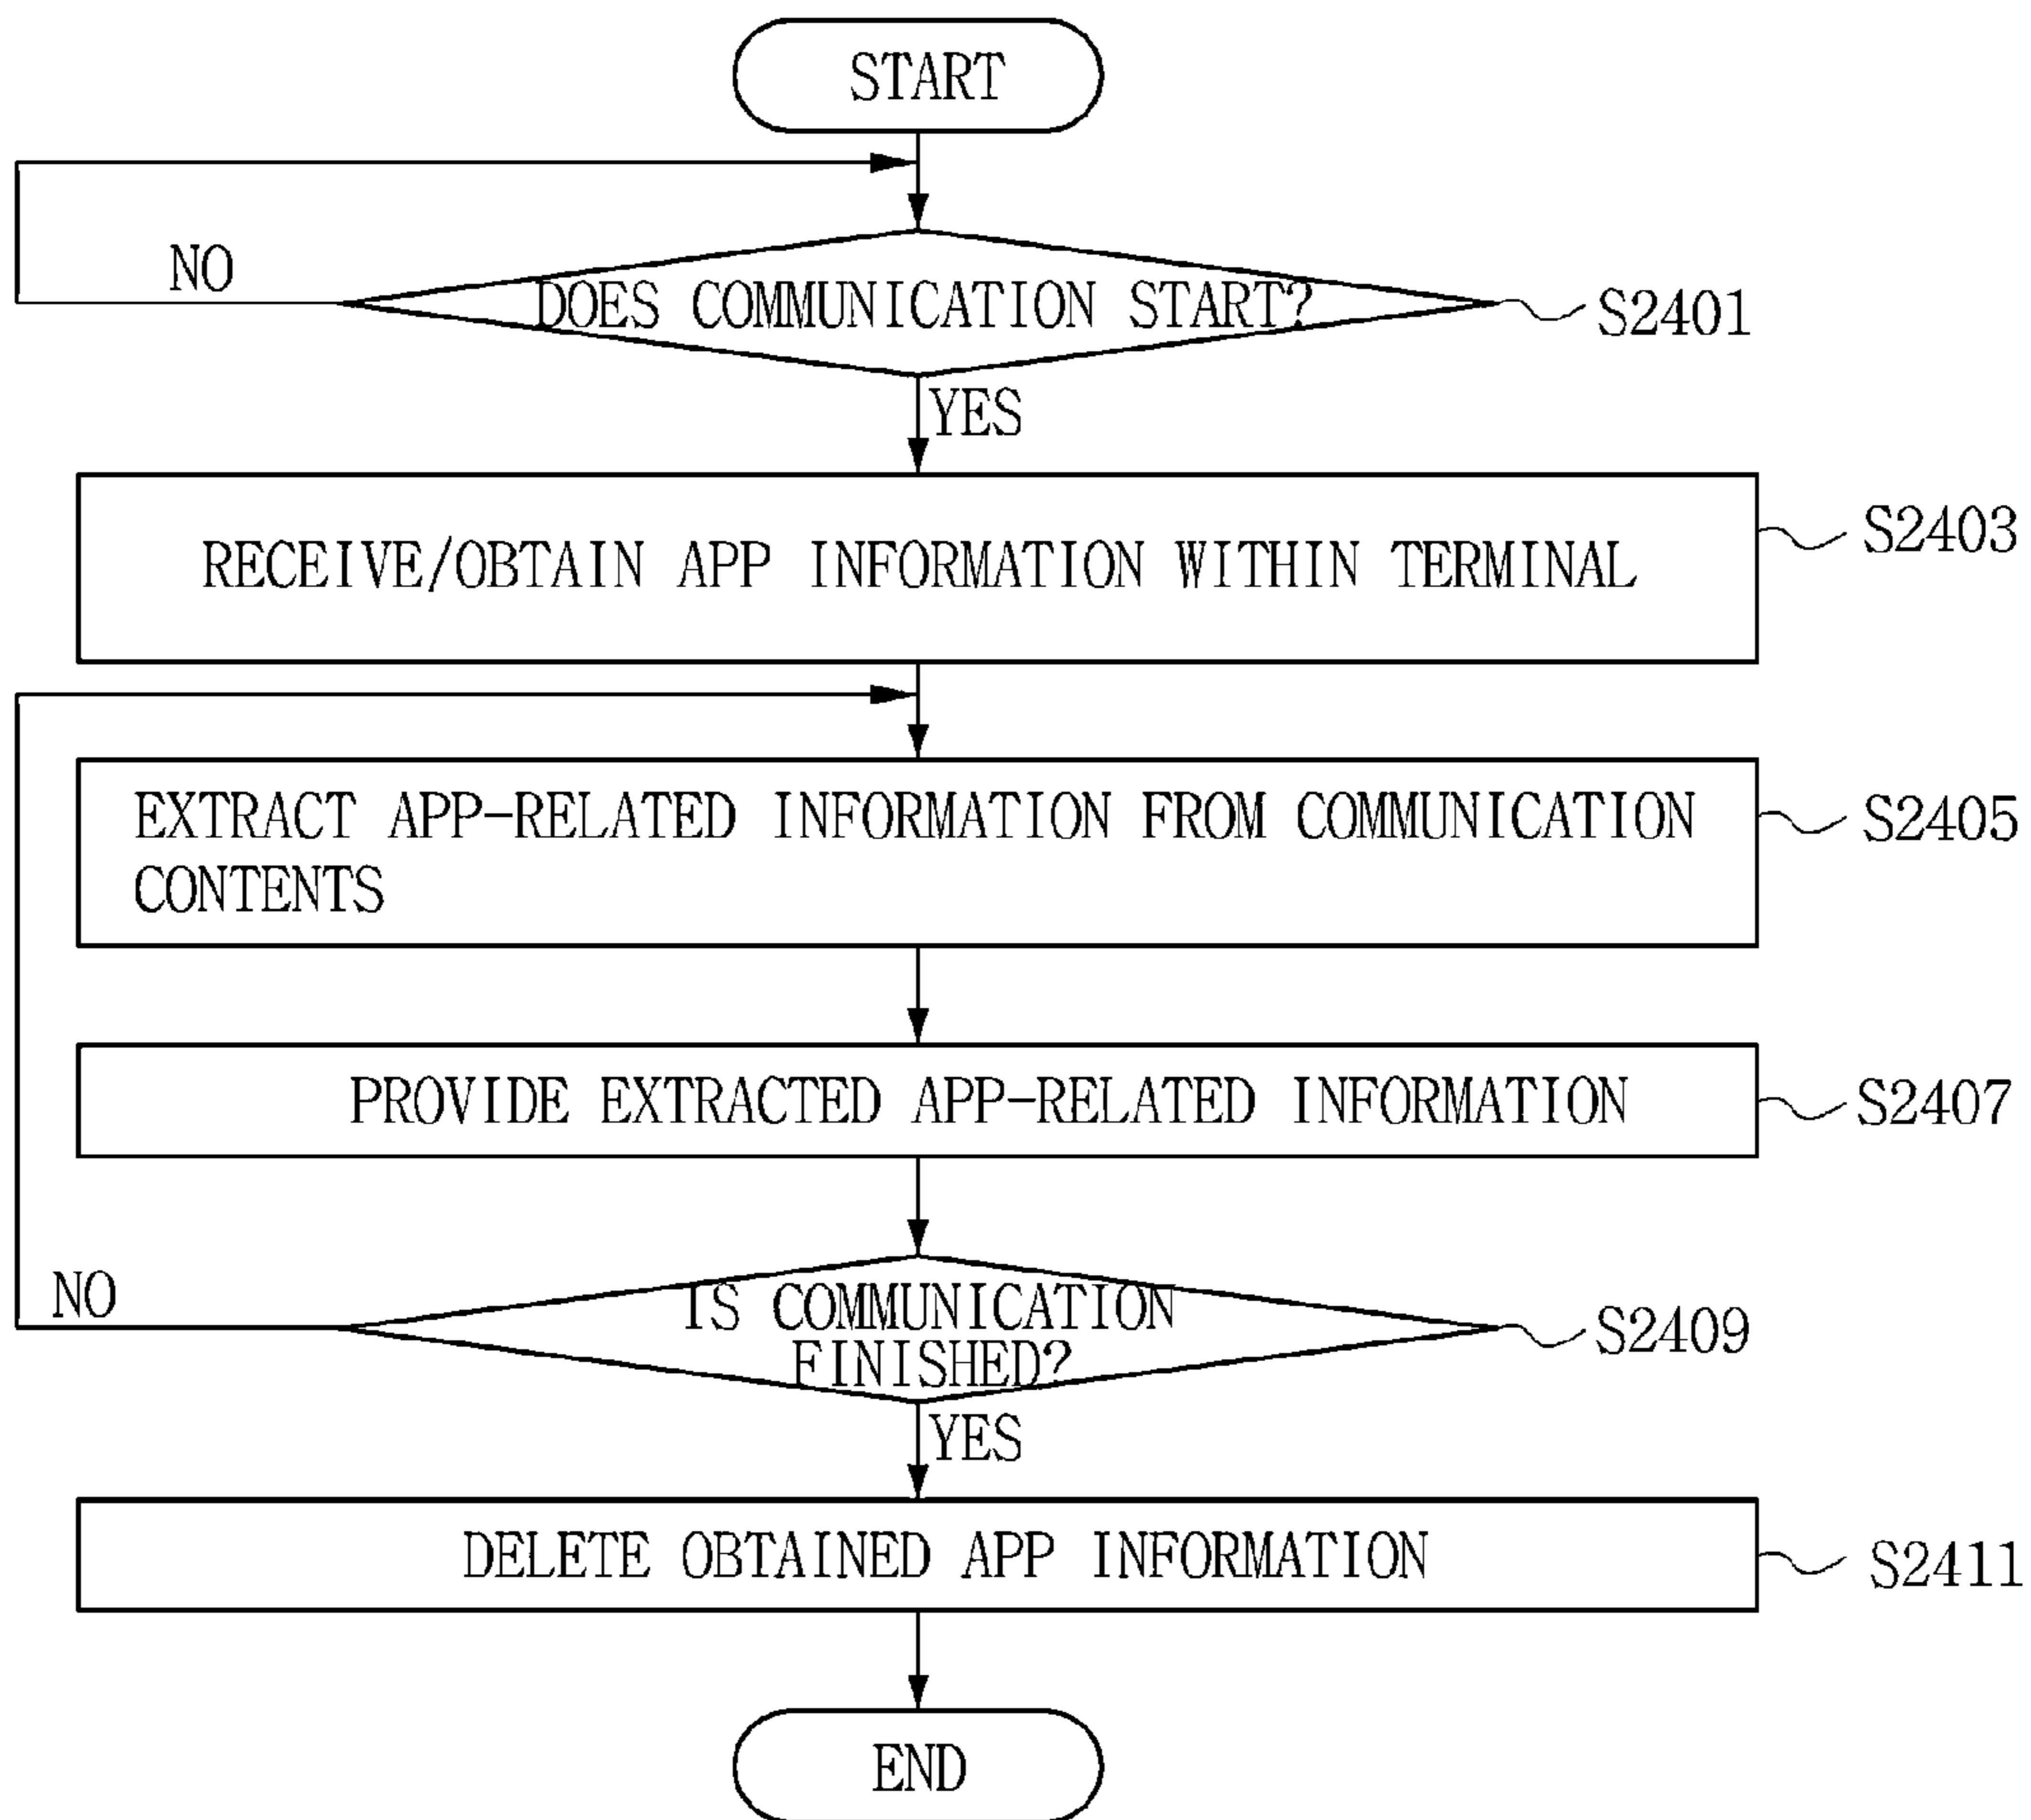 START
NO
DOES COMMUNICATION START?
S2401
YES
RECEIVE/OBTAIN APP INFORMATION WITHIN TERMINAL
S2403
EXTRACT APP-RELATED INFORMATION FROM COMMUNICATION
CONTENTS
S2405
PROVIDE EXTRACTED APP-RELATED INFORMATION
S2407
NO
IS COMMUNICATION
FINISHED?
S2409
YES
DELETE OBTAINED APP INFORMATION
S2411
END